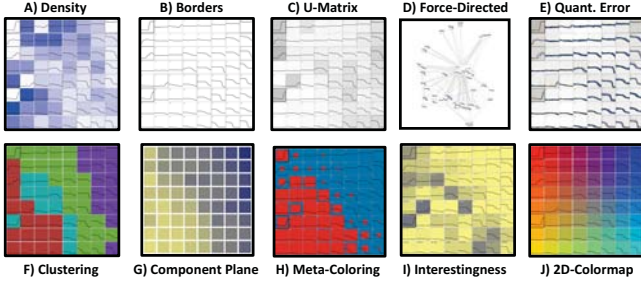 A) Density
B) Borders
C) U-Matrix
D) Force-Directed
E) Quant. Error
F) Clustering
G) Component Plane
H) Meta-Coloring
I) Interestingness
J) 2D-Colormap